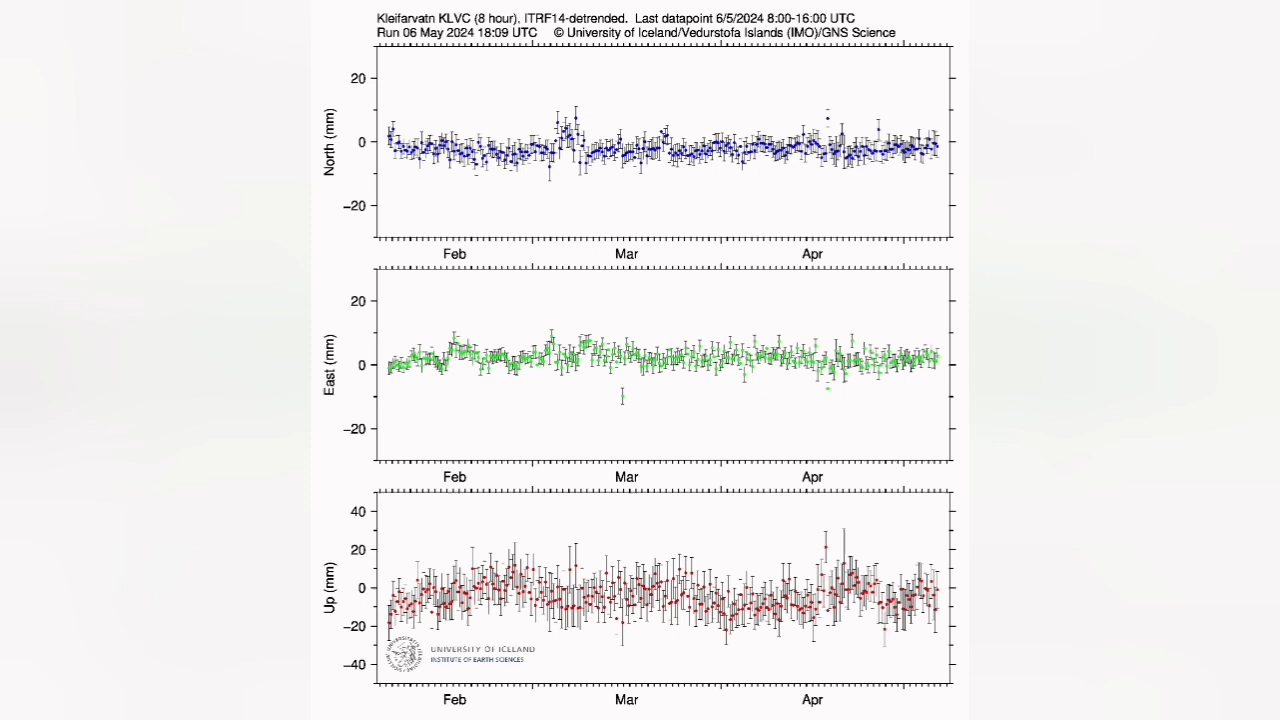 Kleifarvatn KLVC (8 hour), ITRF14-detrended. Last datapoint 6/5/2024 8:00-16:00 UTC
Run 06 May 2024 18:09 UTC © University of Iceland/Vedurstofa Islands (IMO)/GNS Science
20
0
−20
North (mm)
Feb Mar Apr
20
0
−20
East (mm)
Feb Mar Apr
40
20
0
−20
−40
Up (mm)
UNIVERSITY OF ICELAND
INSTITUTE OF EARTH SCIENCES
Feb Mar Apr